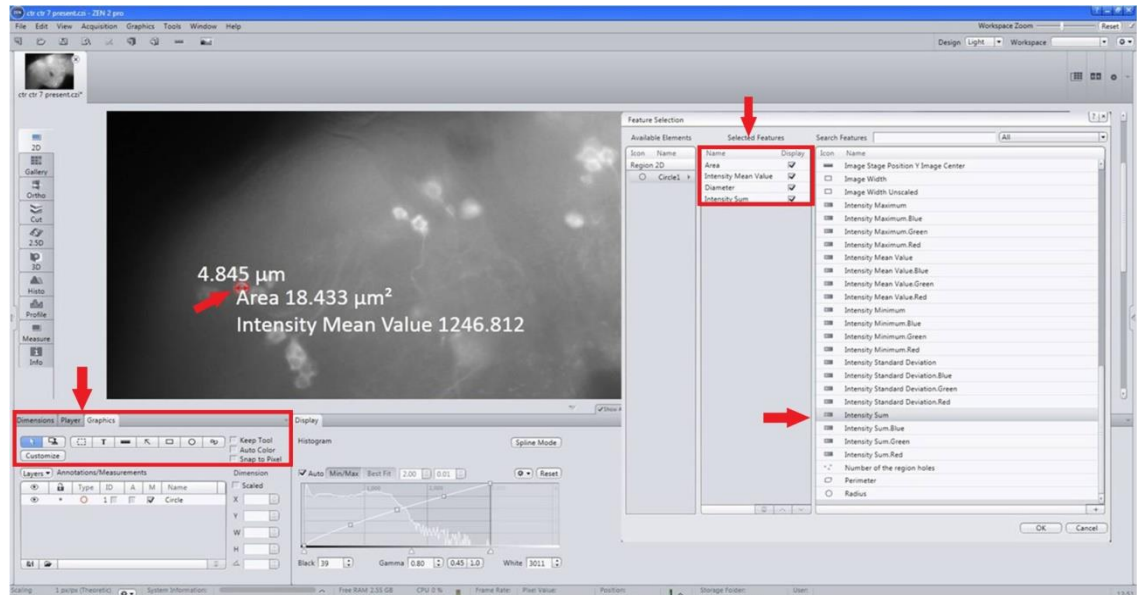 ctr ctr 7 present.czi - ZEN 2 pro
File Edit View Acquisition Graphics Tools Window Help
Workspace Zoom Reset
Design Light Workspace
ctr ctr 7 present.czi*
2D
Gallery
Ortho
Cut
2.5D
3D
Histo
Profile
Measure
Info
4.845 µm
Area 18.433 µm²
Intensity Mean Value 1246.812
Feature Selection
Available Elements Selected Features Search Features All
Icon Name
Region 2D
Circle1
Name Display
Area
Intensity Mean Value
Diameter
Intensity Sum
Icon Name
Image Stage Position Y Image Center
Image Width
Image Width Unscaled
Intensity Maximum
Intensity Maximum.Blue
Intensity Maximum.Green
Intensity Maximum.Red
Intensity Mean Value
Intensity Mean Value.Blue
Intensity Mean Value.Green
Intensity Mean Value.Red
Intensity Minimum
Intensity Minimum.Blue
Intensity Minimum.Green
Intensity Minimum.Red
Intensity Standard Deviation
Intensity Standard Deviation.Blue
Intensity Standard Deviation.Green
Intensity Standard Deviation.Red
Intensity Sum
Intensity Sum.Blue
Intensity Sum.Green
Intensity Sum.Red
Number of the region holes
Perimeter
Radius
OK Cancel
Dimensions Player Graphics
T
Keep Tool
Auto Color
Snap to Pixel
Customize
Layers Annotations/Measurements
Type ID A M Name
1 Circle
Dimension
Scaled
X
Y
W
H
Display
Histogram Spline Mode
Auto Min/Max Best Fit 2.00 0.01 Reset
Black 39 Gamma 0.80 0.45 1.0 White 3011
Scaling: 1 px/px (Theoretic) System Information: Free RAM 2.55 GB CPU 0 % Frame Rate: Pixel Value: Position: Storage Folder: User: